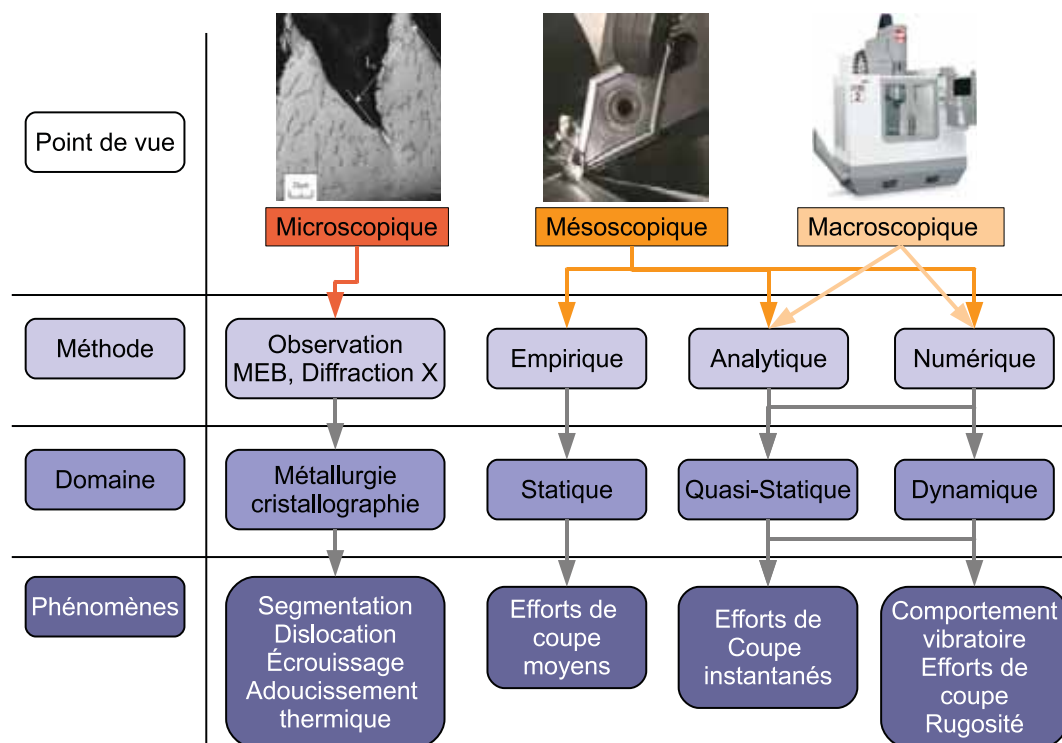 Point de vue
Microscopique
Mésoscopique
Macroscopique
Méthode
Observation
MEB, Diffraction X
Empirique
Analytique
Numérique
Domaine
Métallurgie
cristallographie
Statique
Quasi-Statique
Dynamique
Phénomènes
Segmentation
Dislocation
Écrouissage
Adoucissement
thermique
Efforts de
coupe
moyens
Efforts de
Coupe
instantanés
Comportement
vibratoire
Efforts de
coupe
Rugosité